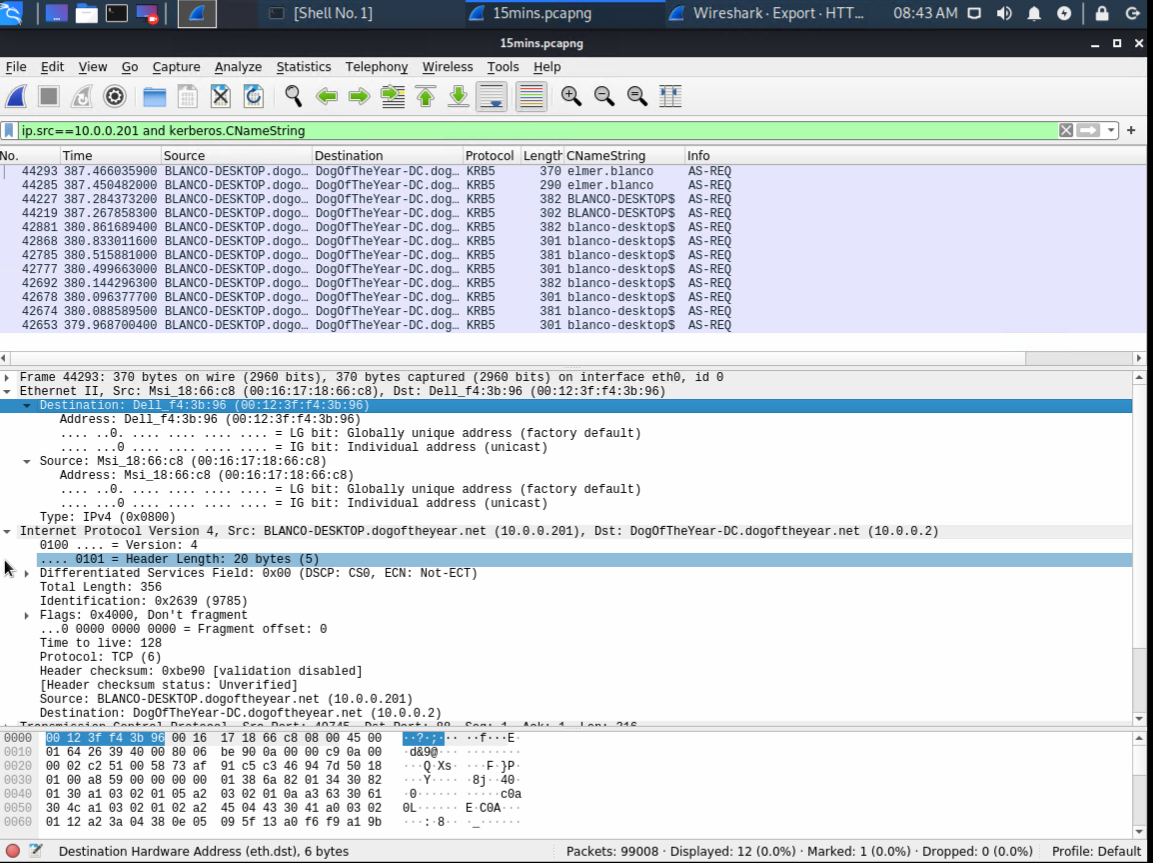 [Shell No. 1] 15mins.pcapng Wireshark · Export · HTT... 08:43 AM
15mins.pcapng
File Edit View Go Capture Analyze Statistics Telephony Wireless Tools Help
ip.src==10.0.0.201 and kerberos.CNameString
No. Time Source Destination Protocol Length CNameString Info
44293 387.466035900 BLANCO-DESKTOP.dogo… DogOfTheYear-DC.dog… KRB5 370 elmer.blanco AS-REQ
44285 387.450482000 BLANCO-DESKTOP.dogo… DogOfTheYear-DC.dog… KRB5 290 elmer.blanco AS-REQ
44227 387.284373200 BLANCO-DESKTOP.dogo… DogOfTheYear-DC.dog… KRB5 382 BLANCO-DESKTOP$ AS-REQ
44219 387.267858300 BLANCO-DESKTOP.dogo… DogOfTheYear-DC.dog… KRB5 302 BLANCO-DESKTOP$ AS-REQ
42881 380.861689400 BLANCO-DESKTOP.dogo… DogOfTheYear-DC.dog… KRB5 382 blanco-desktop$ AS-REQ
42868 380.833011600 BLANCO-DESKTOP.dogo… DogOfTheYear-DC.dog… KRB5 301 blanco-desktop$ AS-REQ
42785 380.515881000 BLANCO-DESKTOP.dogo… DogOfTheYear-DC.dog… KRB5 381 blanco-desktop$ AS-REQ
42777 380.499663000 BLANCO-DESKTOP.dogo… DogOfTheYear-DC.dog… KRB5 301 blanco-desktop$ AS-REQ
42692 380.144296300 BLANCO-DESKTOP.dogo… DogOfTheYear-DC.dog… KRB5 382 blanco-desktop$ AS-REQ
42678 380.096377700 BLANCO-DESKTOP.dogo… DogOfTheYear-DC.dog… KRB5 301 blanco-desktop$ AS-REQ
42674 380.088589500 BLANCO-DESKTOP.dogo… DogOfTheYear-DC.dog… KRB5 381 blanco-desktop$ AS-REQ
42653 379.968700400 BLANCO-DESKTOP.dogo… DogOfTheYear-DC.dog… KRB5 301 blanco-desktop$ AS-REQ
Frame 44293: 370 bytes on wire (2960 bits), 370 bytes captured (2960 bits) on interface eth0, id 0
Ethernet II, Src: Msi_18:66:c8 (00:16:17:18:66:c8), Dst: Dell_f4:3b:96 (00:12:3f:f4:3b:96)
Destination: Dell_f4:3b:96 (00:12:3f:f4:3b:96)
Address: Dell_f4:3b:96 (00:12:3f:f4:3b:96)
.... ..0. .... .... .... .... = LG bit: Globally unique address (factory default)
.... ...0 .... .... .... .... = IG bit: Individual address (unicast)
Source: Msi_18:66:c8 (00:16:17:18:66:c8)
Address: Msi_18:66:c8 (00:16:17:18:66:c8)
.... ..0. .... .... .... .... = LG bit: Globally unique address (factory default)
.... ...0 .... .... .... .... = IG bit: Individual address (unicast)
Type: IPv4 (0x0800)
Internet Protocol Version 4, Src: BLANCO-DESKTOP.dogoftheyear.net (10.0.0.201), Dst: DogOfTheYear-DC.dogoftheyear.net (10.0.0.2)
0100 .... = Version: 4
.... 0101 = Header Length: 20 bytes (5)
Differentiated Services Field: 0x00 (DSCP: CS0, ECN: Not-ECT)
Total Length: 356
Identification: 0x2639 (9785)
Flags: 0x4000, Don't fragment
...0 0000 0000 0000 = Fragment offset: 0
Time to live: 128
Protocol: TCP (6)
Header checksum: 0xbe90 [validation disabled]
[Header checksum status: Unverified]
Source: BLANCO-DESKTOP.dogoftheyear.net (10.0.0.201)
Destination: DogOfTheYear-DC.dogoftheyear.net (10.0.0.2)
Transmission Control Protocol, Src Port: 49745, Dst Port: 88, Seq: 1, Ack: 1, Len: 316
0000 00 12 3f f4 3b 96 00 16 17 18 66 c8 08 00 45 00 ··?·;··· ··f···E·
0010 01 64 26 39 40 00 80 06 be 90 0a 00 00 c9 0a 00 ·d&9@··· ········
0020 00 02 c2 51 00 58 73 af 91 c5 c3 46 94 7d 50 18 ···Q·Xs· ···F·}P·
0030 01 00 a8 59 00 00 00 00 01 38 6a 82 01 34 30 82 ···Y···· ·8j··40·
0040 01 30 a1 03 02 01 05 a2 03 02 01 0a a3 63 30 61 ·0······ ·····c0a
0050 30 4c a1 03 02 01 02 a2 45 04 43 30 41 a0 03 02 0L······ E·C0A···
0060 01 12 a2 3a 04 38 0e 05 09 5f 13 a0 f6 f9 a1 9b ···:·8·· ·_······
Destination Hardware Address (eth.dst), 6 bytes Packets: 99008 · Displayed: 12 (0.0%) · Marked: 1 (0.0%) · Dropped: 0 (0.0%) Profile: Default